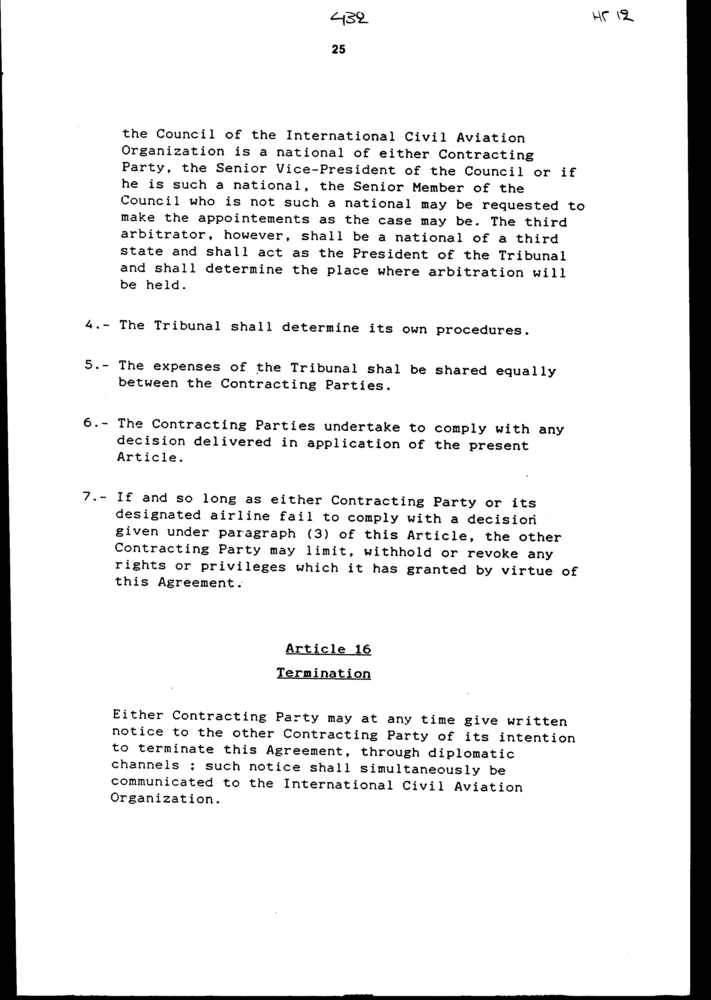 432
HΓ 12
25
the Council of the International Civil Aviation
Organization is a national of either Contracting
Party, the Senior Vice-President of the Council or if
he is such a national, the Senior Member of the
Council who is not such a national may be requested to
make the appointements as the case may be. The third
arbitrator, however, shall be a national of a third
state and shall act as the President of the Tribunal
and shall determine the place where arbitration will
be held.
4.- The Tribunal shall determine its own procedures.
5.- The expenses of the Tribunal shal be shared equally
between the Contracting Parties.
6.- The Contracting Parties undertake to comply with any
decision delivered in application of the present
Article.
7.- If and so long as either Contracting Party or its
designated airline fail to comply with a decision
given under paragraph (3) of this Article, the other
Contracting Party may limit, withhold or revoke any
rights or privileges which it has granted by virtue of
this Agreement.
Article 16
Termination
Either Contracting Party may at any time give written
notice to the other Contracting Party of its intention
to terminate this Agreement, through diplomatic
channels ; such notice shall simultaneously be
communicated to the International Civil Aviation
Organization.